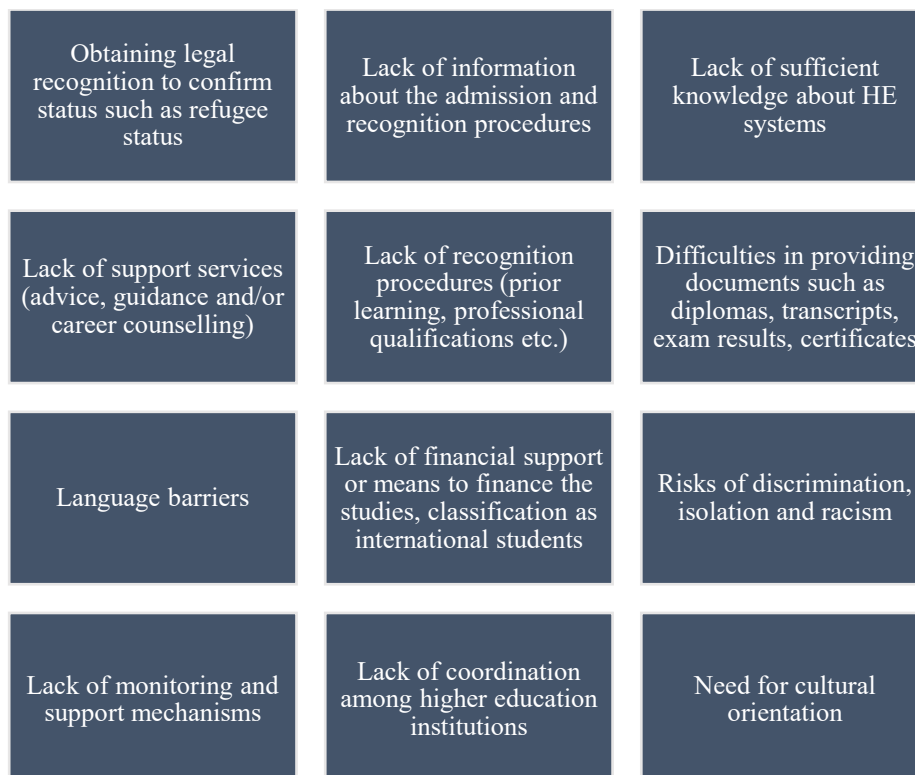 Obtaining legal
recognition to confirm
status such as refugee
status
Lack of information
about the admission and
recognition procedures
Lack of sufficient
knowledge about HE
systems
Lack of support services
(advice, guidance and/or
career counselling)
Lack of recognition
procedures (prior
learning, professional
qualifications etc.)
Difficulties in providing
documents such as
diplomas, transcripts,
exam results, certificates
Language barriers
Lack of financial support
or means to finance the
studies, classification as
international students
Risks of discrimination,
isolation and racism
Lack of monitoring and
support mechanisms
Lack of coordination
among higher education
institutions
Need for cultural
orientation